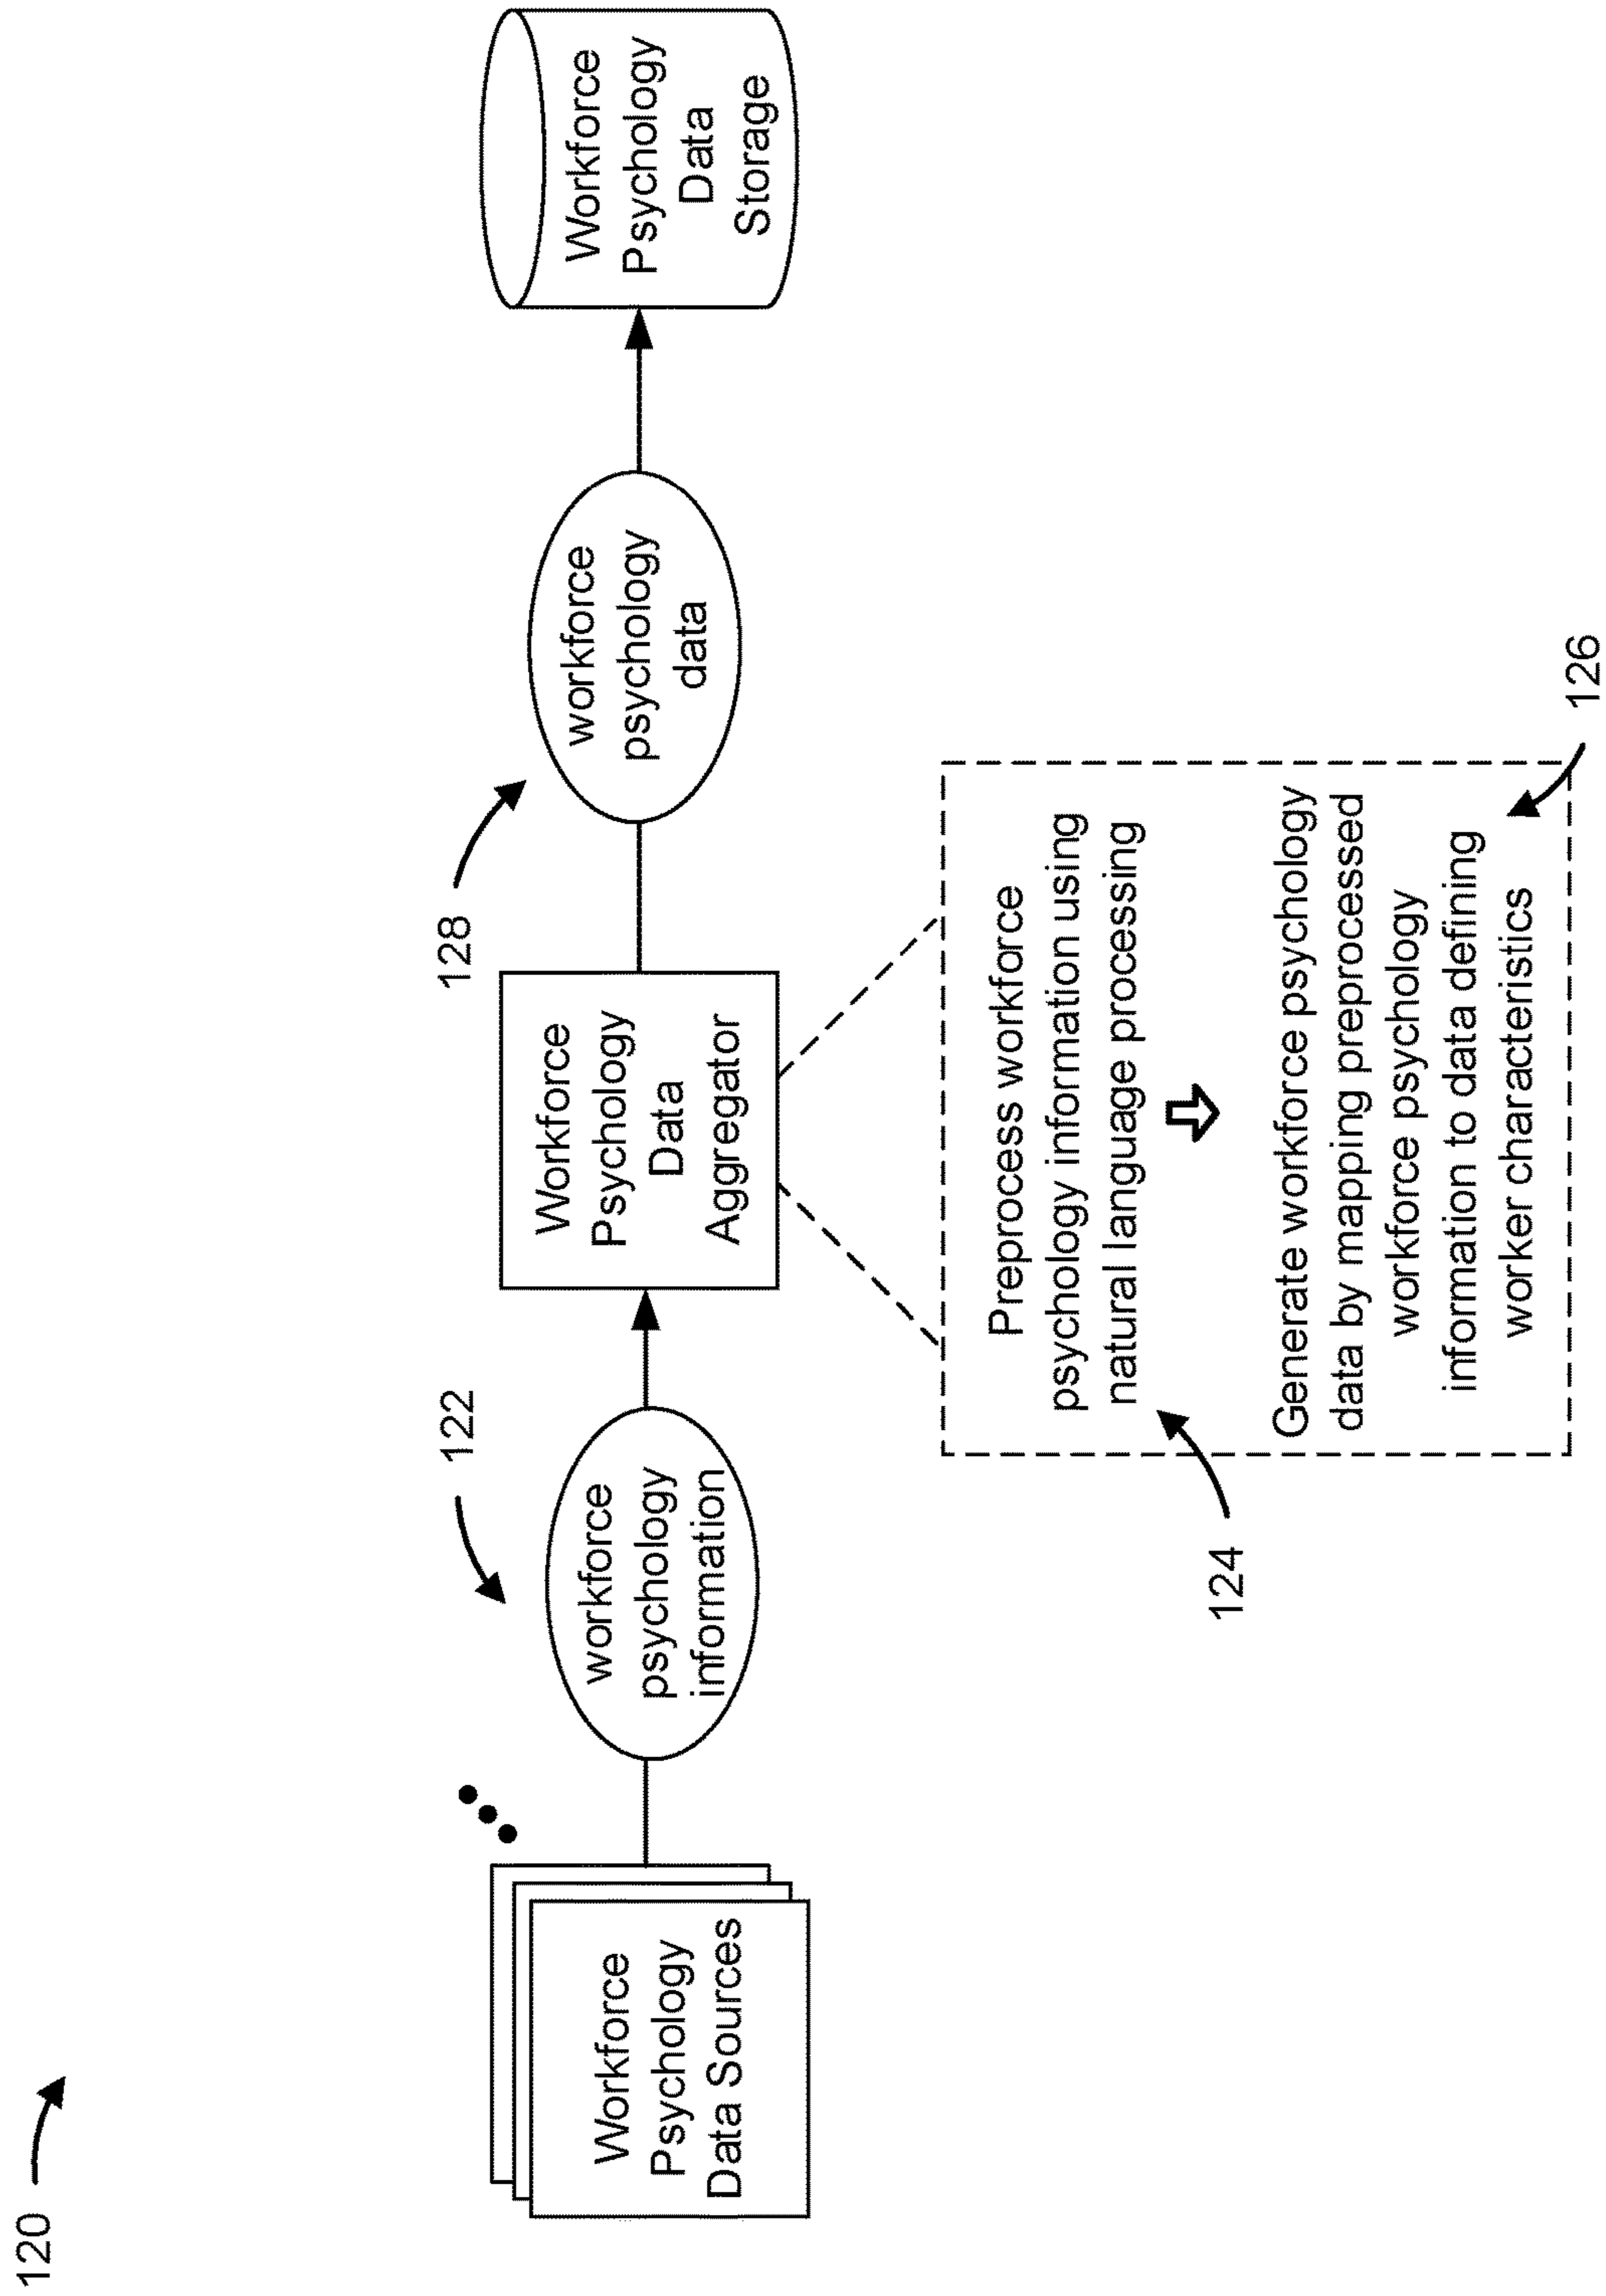 120
Workforce
Psychology
Data Sources
122
workforce
psychology
information
Workforce
Psychology
Data
Aggregator
128
workforce
psychology
data
Workforce
Psychology
Data
Storage
124
Preprocess workforce
psychology information using
natural language processing
Generate workforce psychology
data by mapping preprocessed
workforce psychology
information to data defining
worker characteristics
126